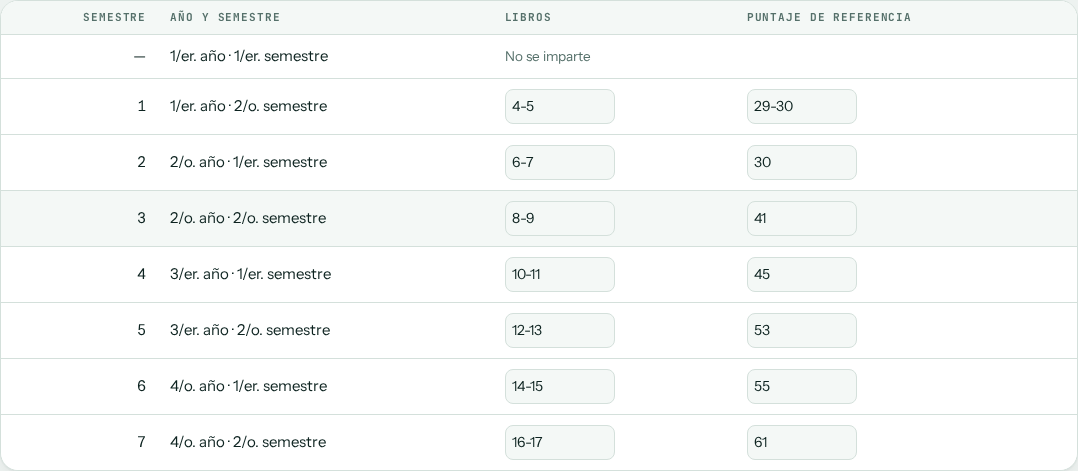 SEMESTRE AÑO Y SEMESTRE LIBROS PUNTAJE DE REFERENCIA
— 1/er. año · 1/er. semestre No se imparte
1 1/er. año · 2/o. semestre 4-5 29-30
2 2/o. año · 1/er. semestre 6-7 30
3 2/o. año · 2/o. semestre 8-9 41
4 3/er. año · 1/er. semestre 10-11 45
5 3/er. año · 2/o. semestre 12-13 53
6 4/o. año · 1/er. semestre 14-15 55
7 4/o. año · 2/o. semestre 16-17 61